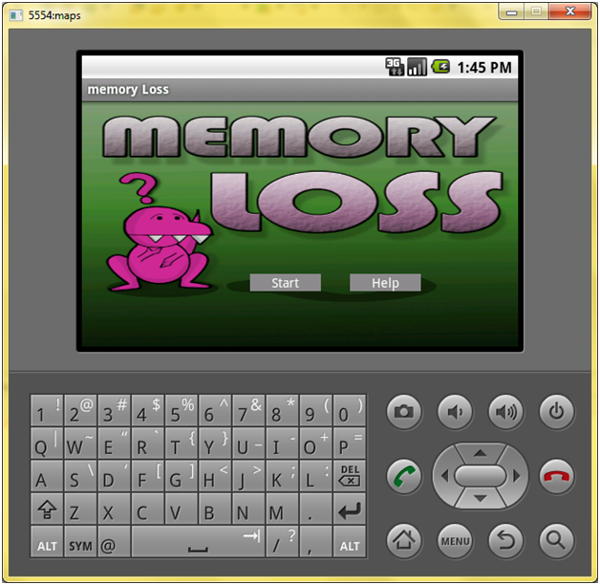 5554:maps
3G 1:45 PM
memory Loss
MEMORY
LOSS
?
Start Help
1 ! 2 @ 3 # 4 $ 5 % 6 ^ 7 & 8 * 9 ( 0 )
Q | W ~ E " R ` T { Y } U _ I - O + P =
A S \ D ' F [ G ] H < J > K ; L : DEL
Z X C V B N M .
ALT SYM @ / ? , ALT
MENU